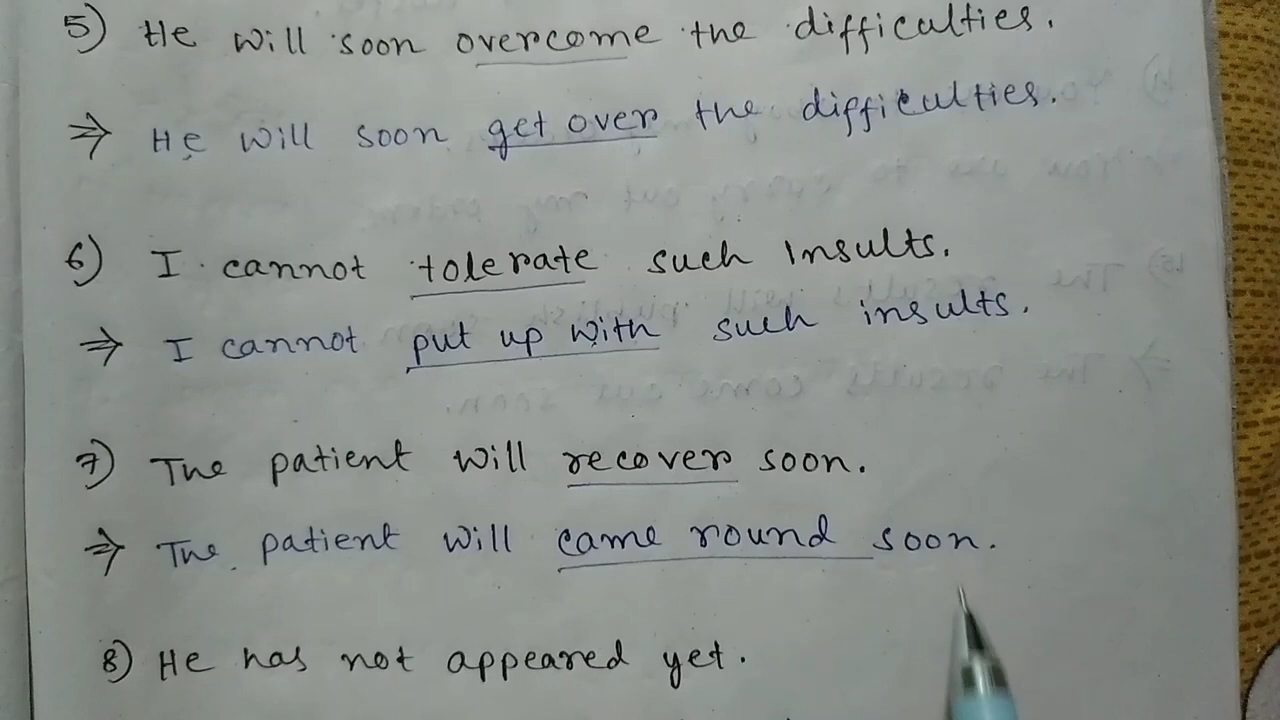 5) He will soon overcome the difficulties.
⇒ He will soon get over the difficulties.
6) I cannot tolerate such insults.
⇒ I cannot put up with such insults.
7) The patient will recover soon.
⇒ The patient will came round soon.
8) He has not appeared yet.